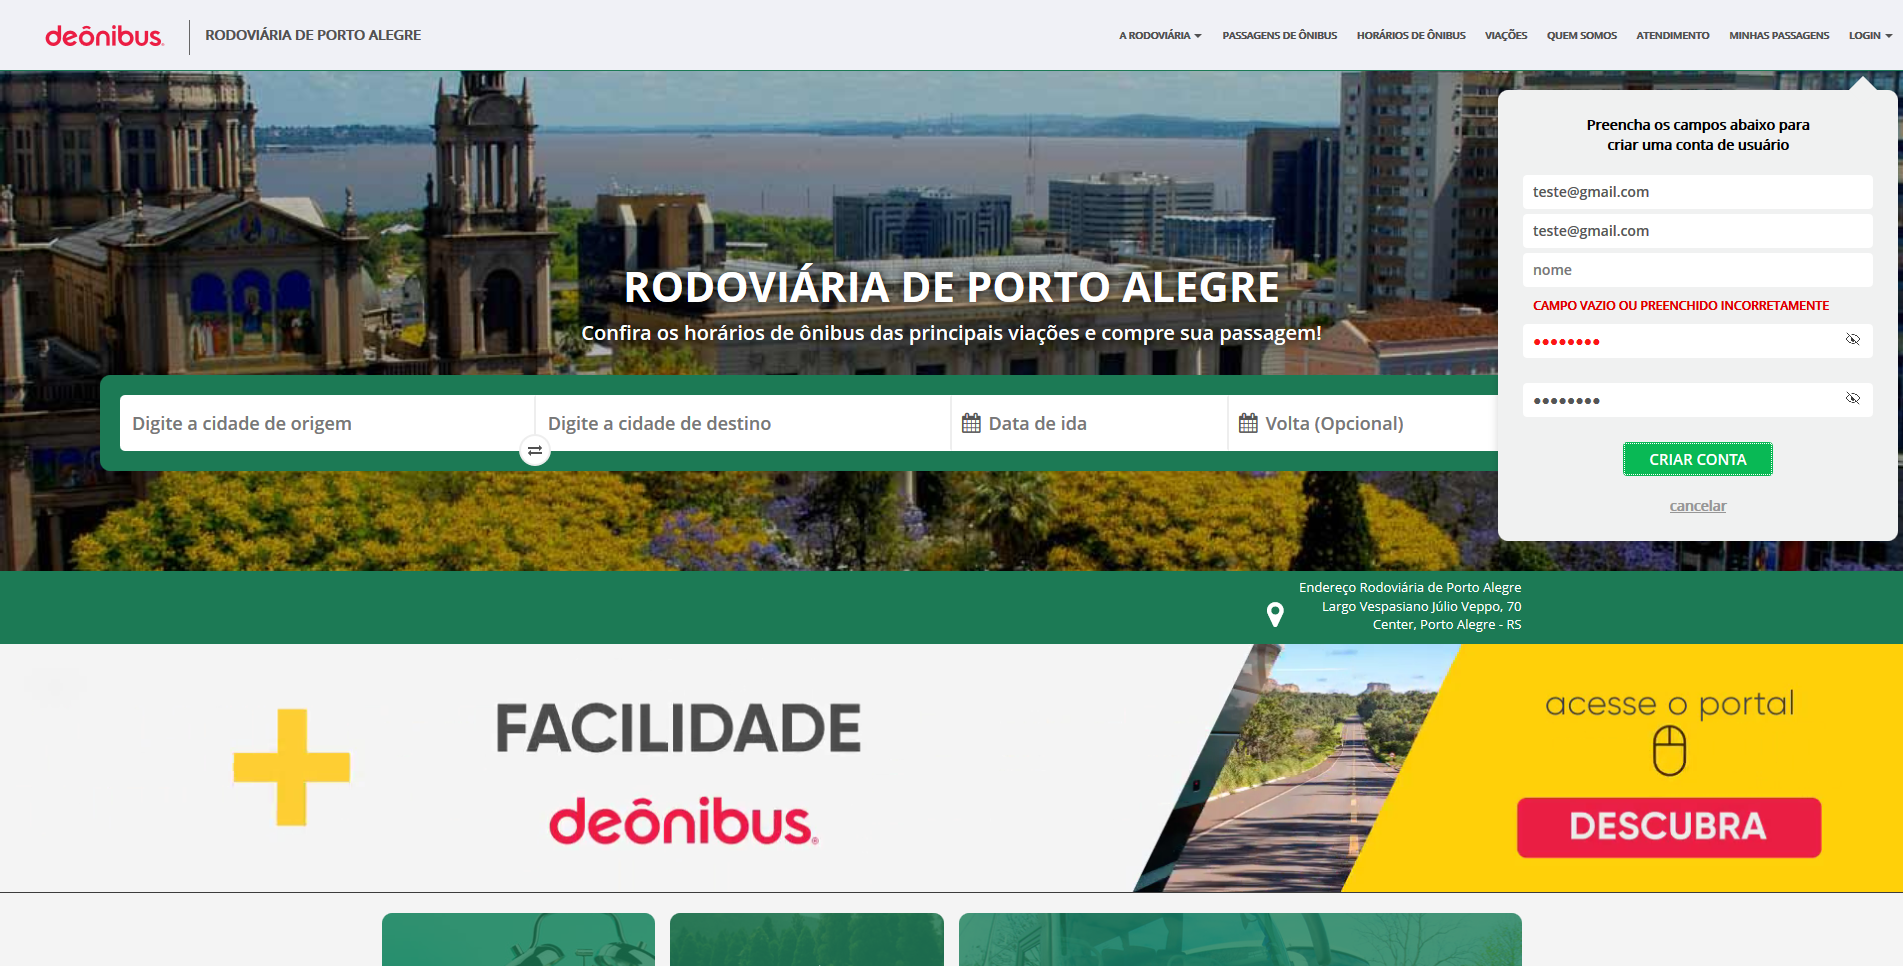 deônibus.
RODOVIÁRIA DE PORTO ALEGRE
A RODOVIÁRIA
PASSAGENS DE ÔNIBUS
HORÁRIOS DE ÔNIBUS
VIAÇÕES
QUEM SOMOS
ATENDIMENTO
MINHAS PASSAGENS
LOGIN
Preencha os campos abaixo para
criar uma conta de usuário
teste@gmail.com
teste@gmail.com
nome
CAMPO VAZIO OU PREENCHIDO INCORRETAMENTE
••••••••
••••••••
CRIAR CONTA
cancelar
RODOVIÁRIA DE PORTO ALEGRE
Confira os horários de ônibus das principais viações e compre sua passagem!
Digite a cidade de origem
Digite a cidade de destino
Data de ida
Volta (Opcional)
Endereço Rodoviária de Porto Alegre
Largo Vespasiano Júlio Veppo, 70
Center, Porto Alegre - RS
FACILIDADE
deônibus.®
acesse o portal
DESCUBRA